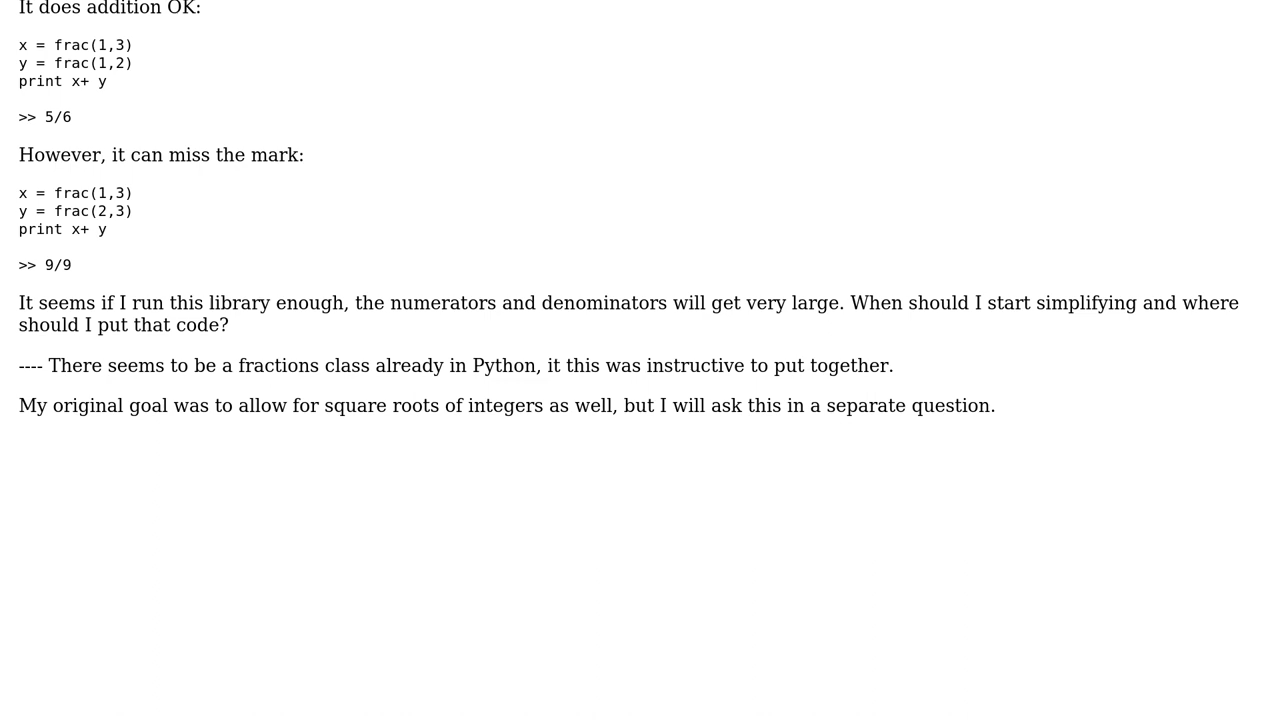 It does addition OK:
x = frac(1,3)
y = frac(1,2)
print x+ y
>> 5/6
However, it can miss the mark:
x = frac(1,3)
y = frac(2,3)
print x+ y
>> 9/9
It seems if I run this library enough, the numerators and denominators will get very large. When should I start simplifying and where
should I put that code?
---- There seems to be a fractions class already in Python, it this was instructive to put together.
My original goal was to allow for square roots of integers as well, but I will ask this in a separate question.